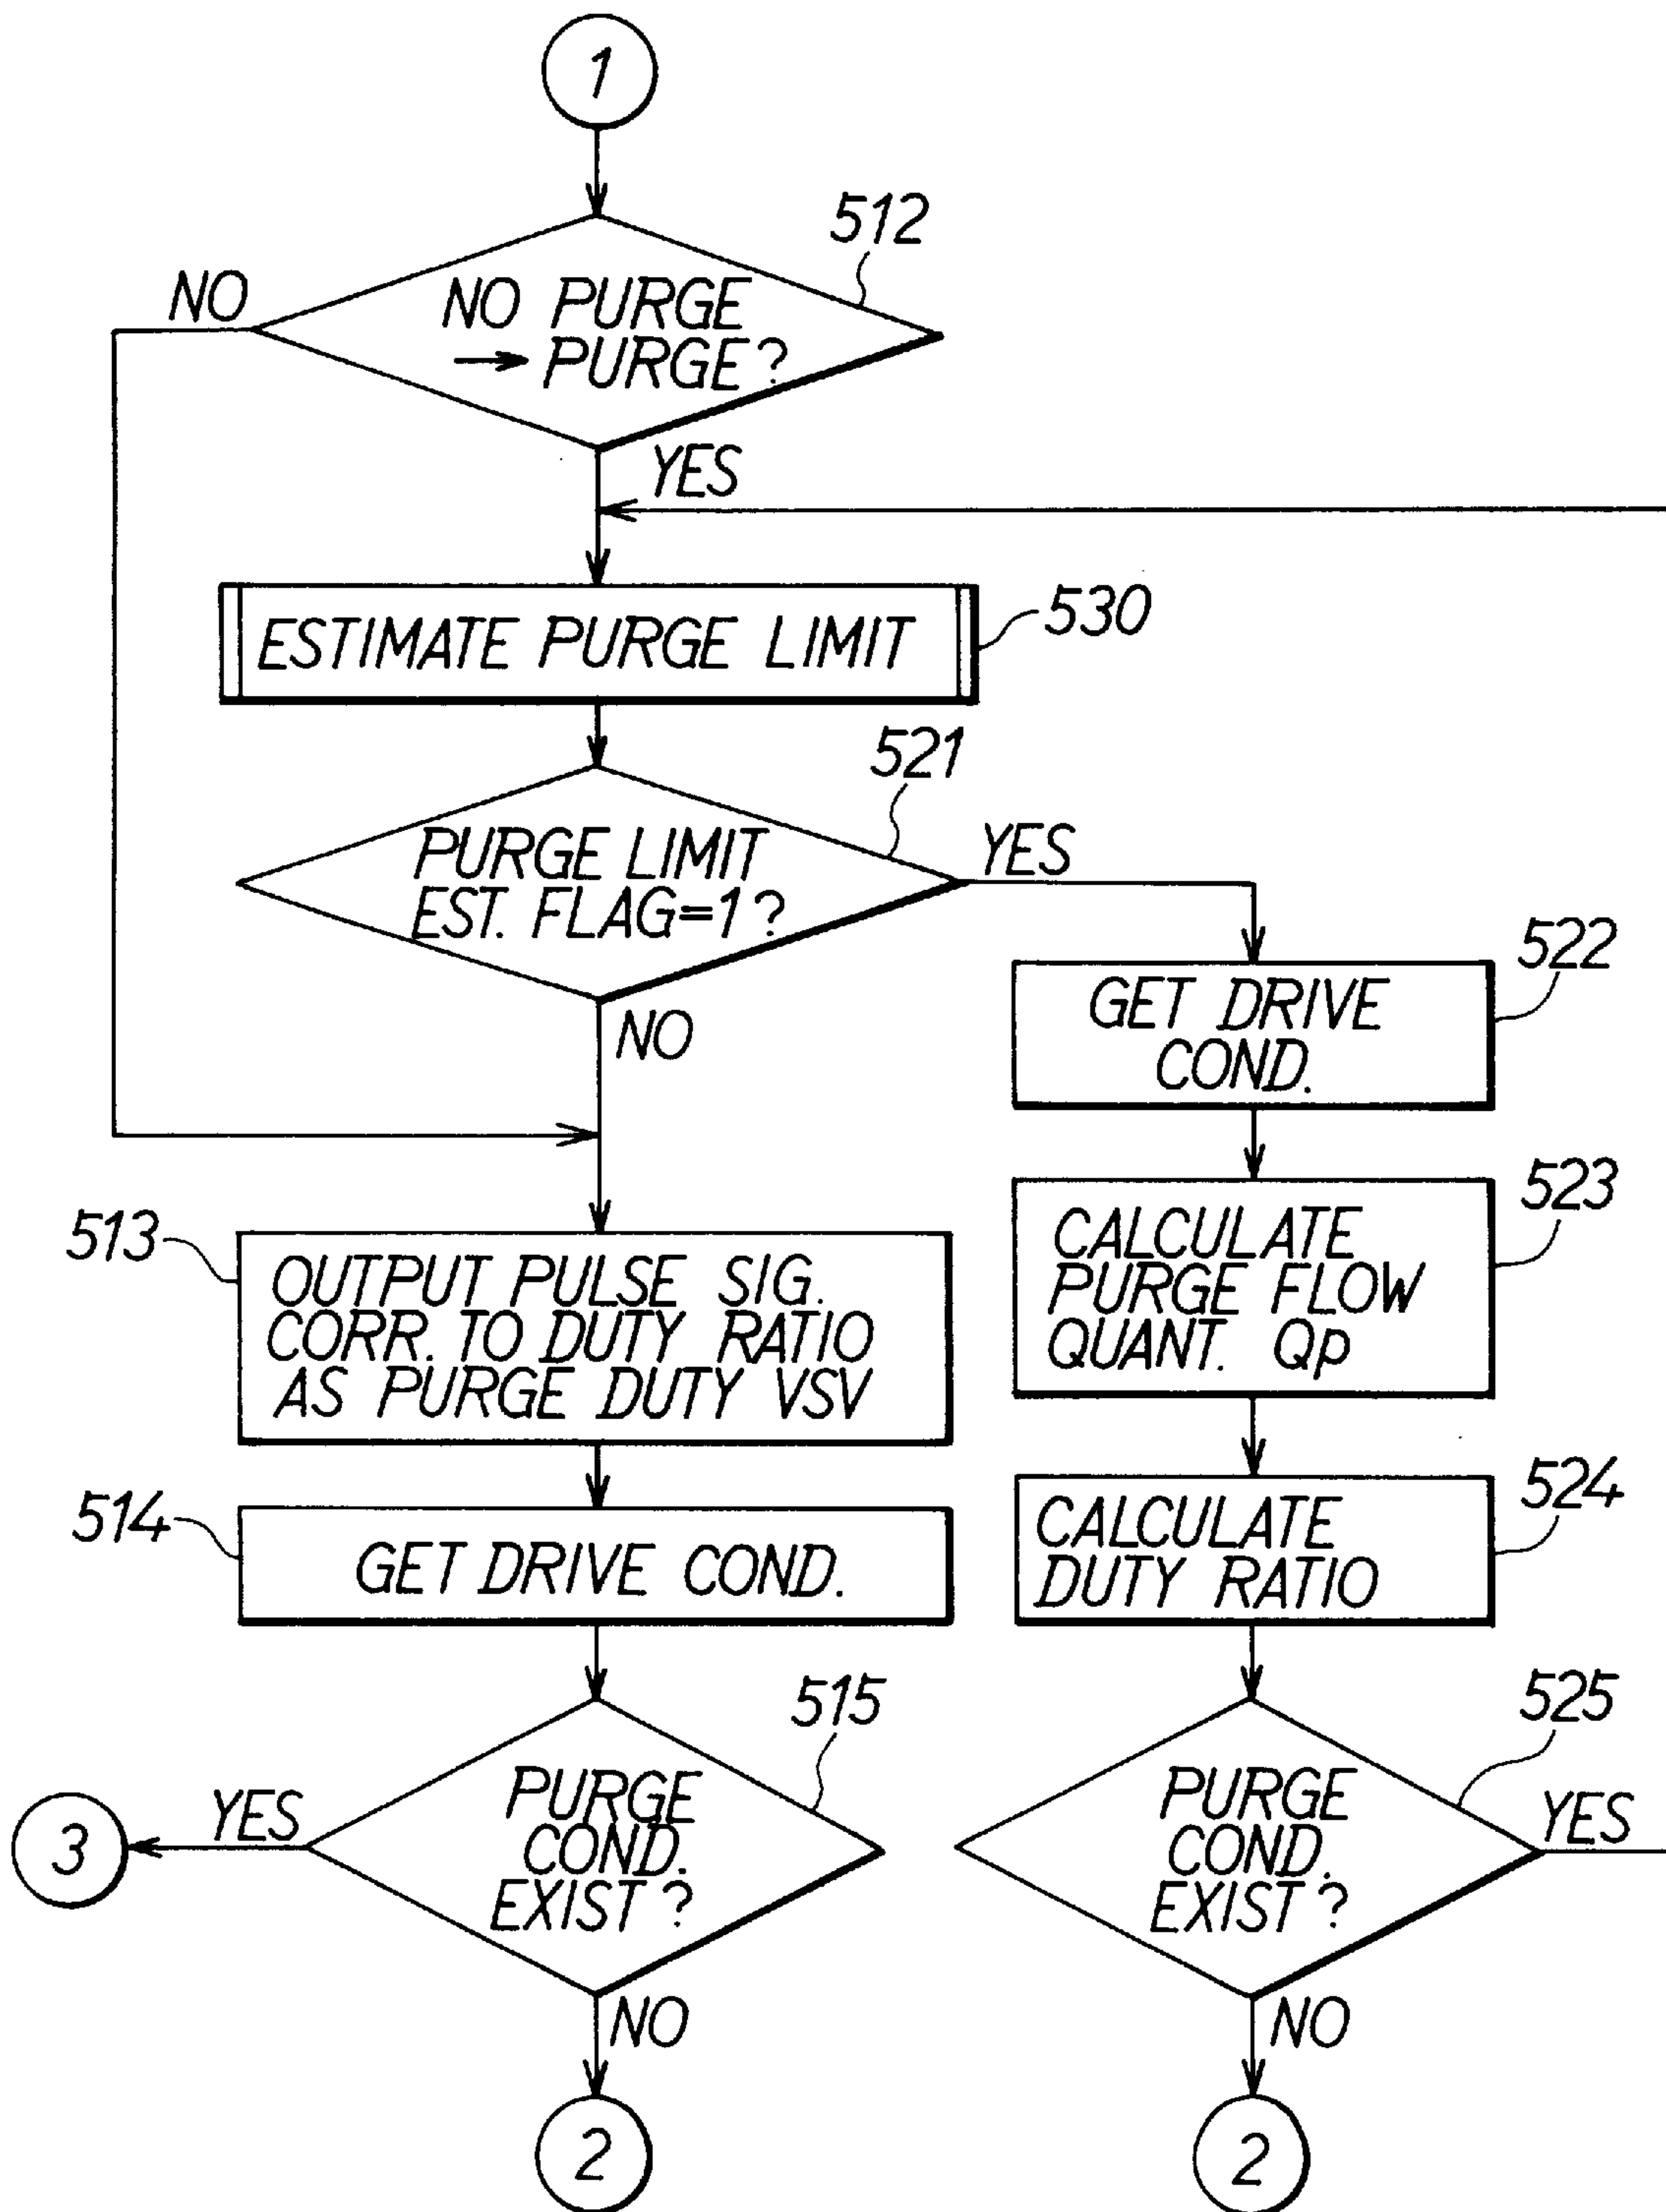 1
512
NO
NO PURGE
→ PURGE?
YES
530
ESTIMATE PURGE LIMIT
521
PURGE LIMIT
EST. FLAG=1?
YES
NO
522
GET DRIVE
COND.
523
CALCULATE
PURGE FLOW
QUANT. Qp
513
OUTPUT PULSE SIG.
CORR. TO DUTY RATIO
AS PURGE DUTY VSV
524
CALCULATE
DUTY RATIO
514
GET DRIVE COND.
515
PURGE
COND.
EXIST?
YES
3
NO
2
525
PURGE
COND.
EXIST?
YES
NO
2